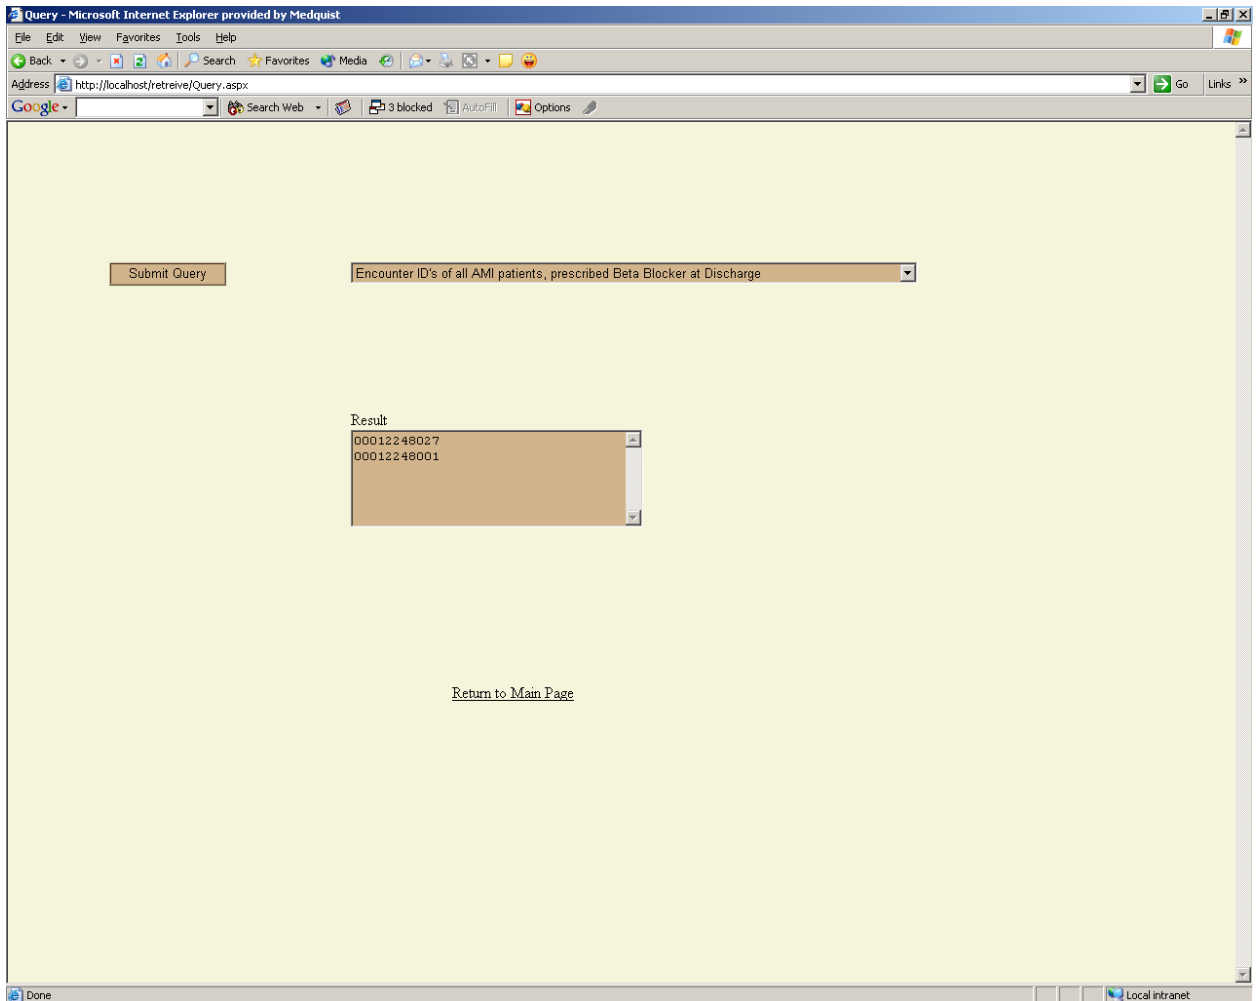 Query - Microsoft Internet Explorer provided by Medquist
File Edit View Favorites Tools Help
Back Search Favorites Media
Address http://localhost/retreive/Query.aspx Go Links »
Google Search Web 3 blocked AutoFill Options
Submit Query Encounter ID's of all AMI patients, prescribed Beta Blocker at Discharge
Result
00012248027
00012248001
Return to Main Page
Done Local intranet